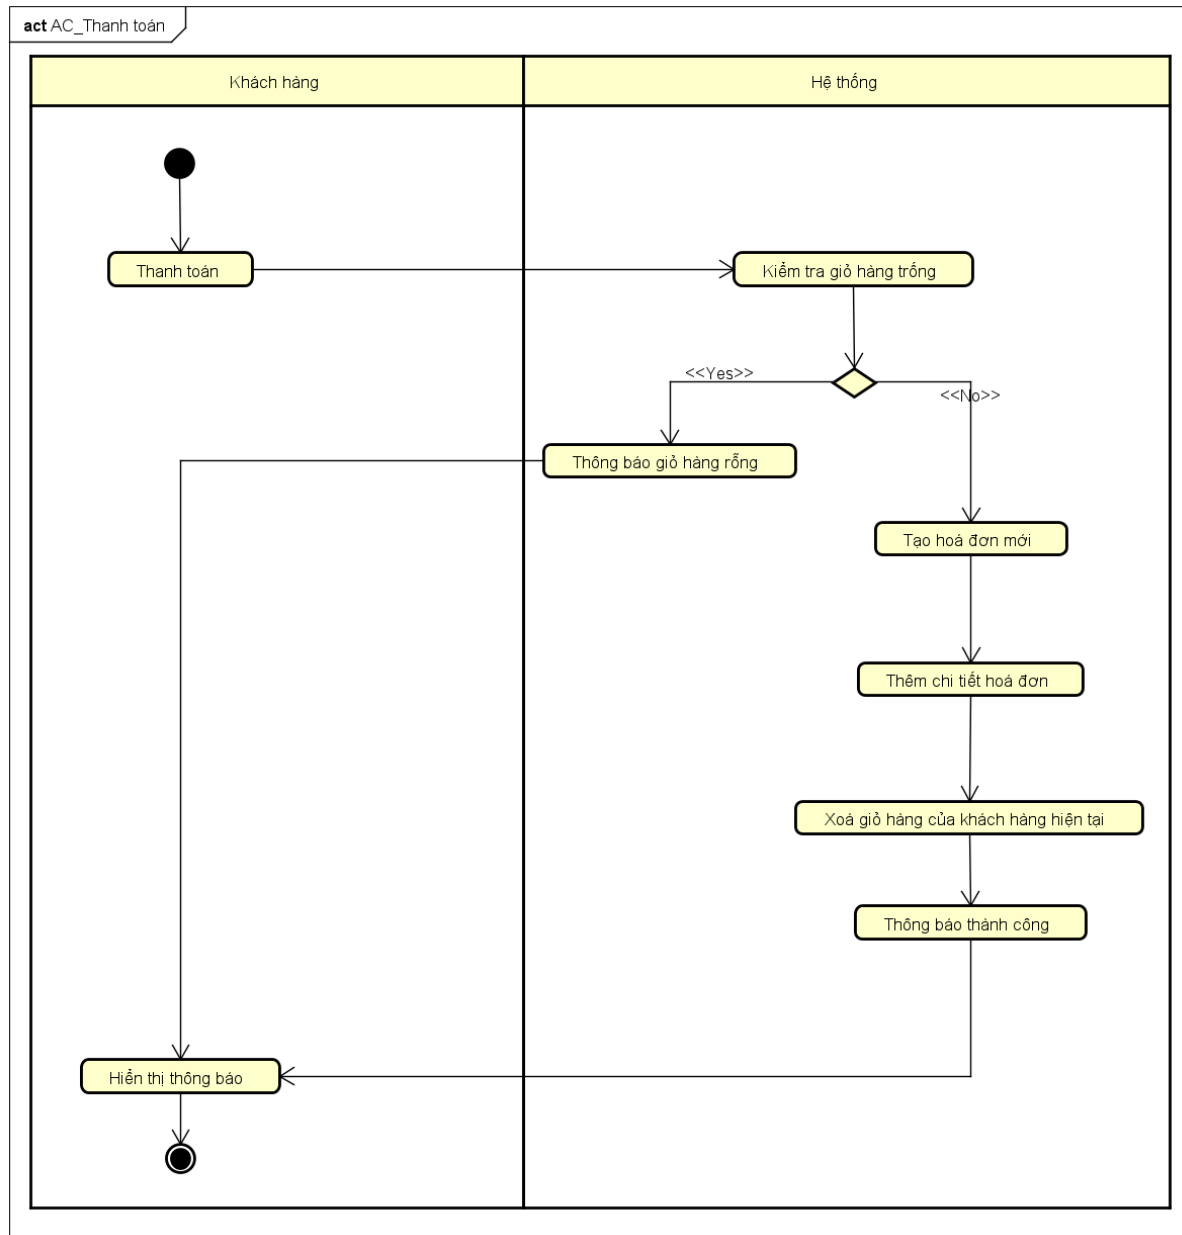 act AC_Thanh toán
Khách hàng
Hệ thống
Thanh toán
Kiểm tra giỏ hàng trống
<<Yes>>
<<No>>
Thông báo giỏ hàng rỗng
Tạo hoá đơn mới
Thêm chi tiết hoá đơn
Xoá giỏ hàng của khách hàng hiện tại
Thông báo thành công
Hiển thị thông báo